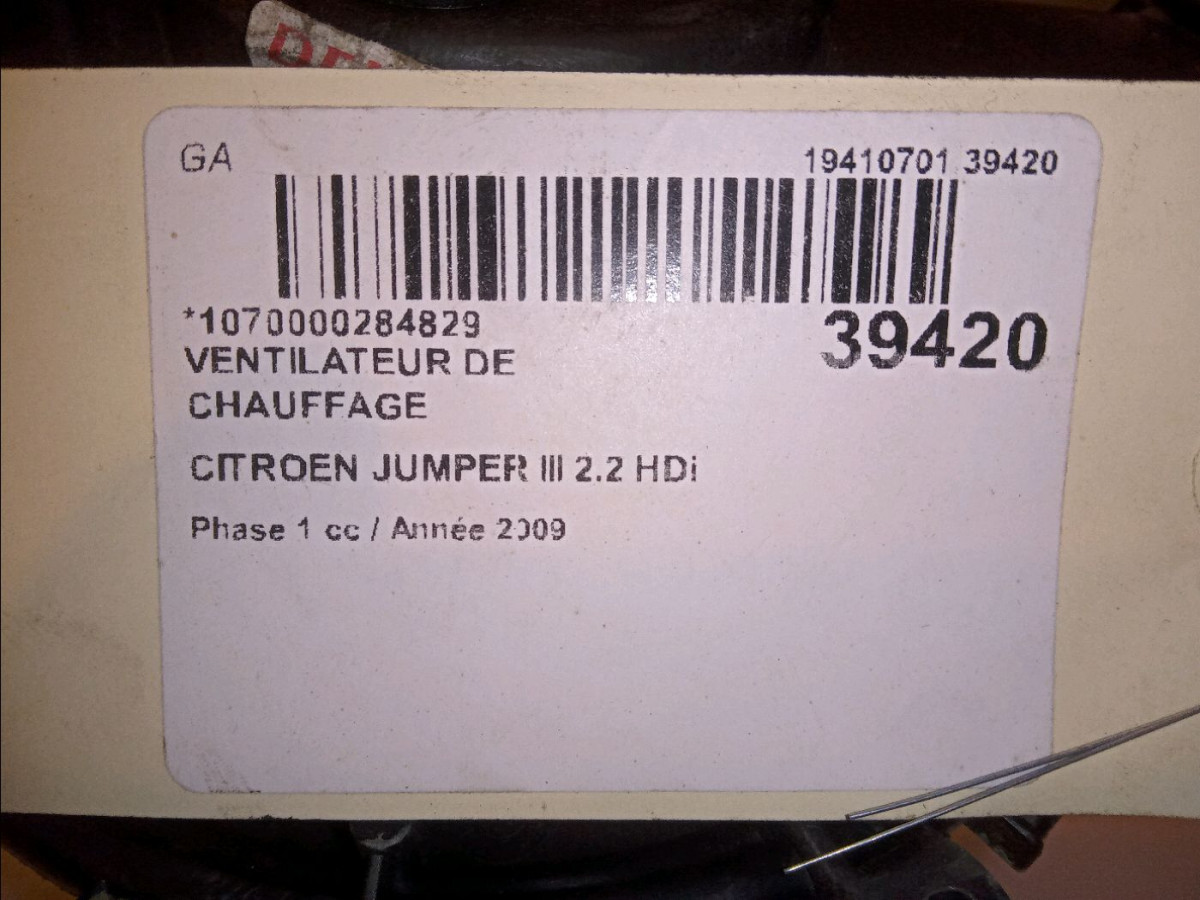 GA
19410701 39420
*1070000284829
39420
VENTILATEUR DE
CHAUFFAGE
CITROEN JUMPER III 2.2 HDi
Phase 1 cc / Année 2009